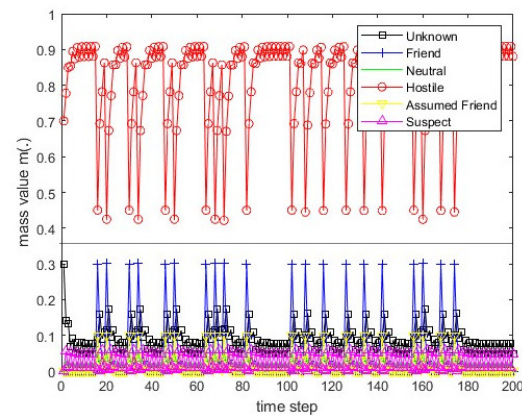 1
0.9
0.8
0.7
0.6
0.5
0.4
0.3
0.2
0.1
0
mass value m(.)
Unknown
Friend
Neutral
Hostile
Assumed Friend
Suspect
0 20 40 60 80 100 120 140 160 180 200
time step